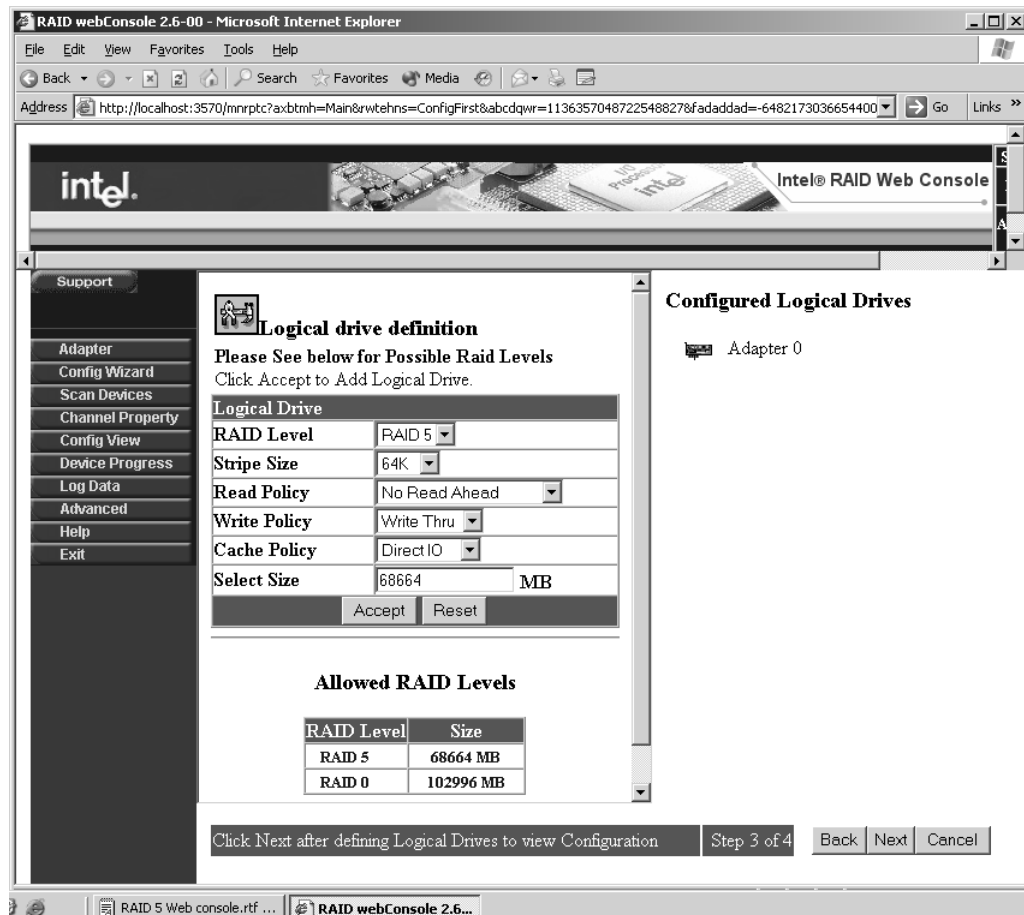 RAID webConsole 2.6-00 - Microsoft Internet Explorer
File Edit View Favorites Tools Help
Back Search Favorites Media
Address http://localhost:3570/mnrptc?axbtmh=Main&rwtehns=ConfigFirst&abcdqwr=1136357048722548827&fadaddad=-6482173036654400 Go Links »
intel.
I/O Processor intel
Intel® RAID Web Console
S
A
Support
Adapter
Config Wizard
Scan Devices
Channel Property
Config View
Device Progress
Log Data
Advanced
Help
Exit
Logical drive definition
Please See below for Possible Raid Levels
Click Accept to Add Logical Drive.
Logical Drive
RAID Level RAID 5
Stripe Size 64K
Read Policy No Read Ahead
Write Policy Write Thru
Cache Policy Direct IO
Select Size 68664 MB
Accept Reset
Allowed RAID Levels
RAID Level Size
RAID 5 68664 MB
RAID 0 102996 MB
Configured Logical Drives
Adapter 0
Click Next after defining Logical Drives to view Configuration Step 3 of 4 Back Next Cancel
RAID 5 Web console.rtf ... RAID webConsole 2.6...